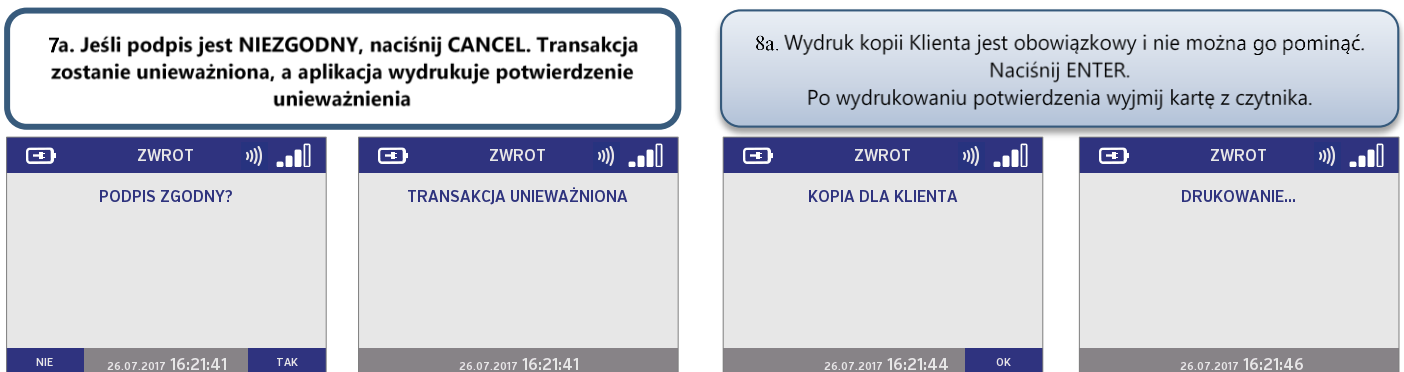 7a. Jeśli podpis jest NIEZGODNY, naciśnij CANCEL. Transakcja
zostanie unieważniona, a aplikacja wydrukuje potwierdzenie
unieważnienia
8a. Wydruk kopii Klienta jest obowiązkowy i nie można go pominąć.
Naciśnij ENTER.
Po wydrukowaniu potwierdzenia wyjmij kartę z czytnika.
ZWROT
PODPIS ZGODNY?
NIE
26.07.2017 16:21:41
TAK
ZWROT
TRANSAKCJA UNIEWAŻNIONA
26.07.2017 16:21:41
ZWROT
KOPIA DLA KLIENTA
26.07.2017 16:21:44
OK
ZWROT
DRUKOWANIE...
26.07.2017 16:21:46